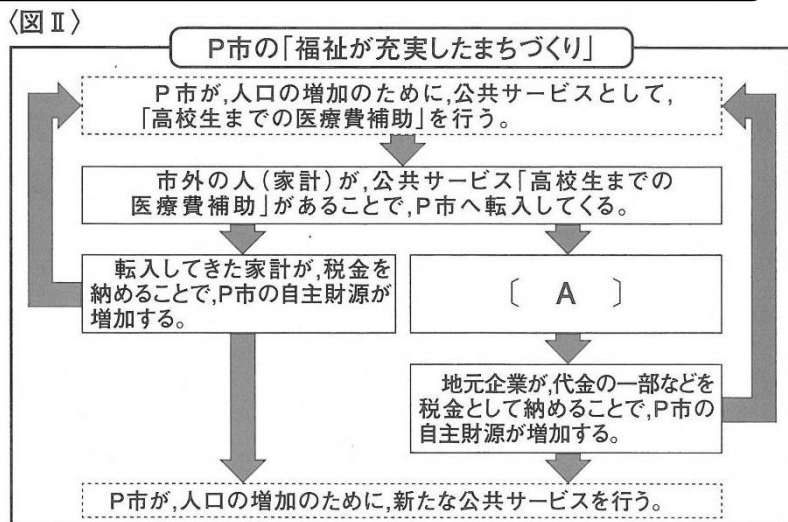 〈図Ⅱ〉
P市の「福祉が充実したまちづくり」
P市が,人口の増加のために,公共サービスとして,
「高校生までの医療費補助」を行う。
市外の人(家計)が,公共サービス「高校生までの
医療費補助」があることで,P市へ転入してくる。
転入してきた家計が,税金を
納めることで,P市の自主財源が
増加する。
〔 A 〕
地元企業が,代金の一部などを
税金として納めることで,P市の
自主財源が増加する。
P市が,人口の増加のために,新たな公共サービスを行う。